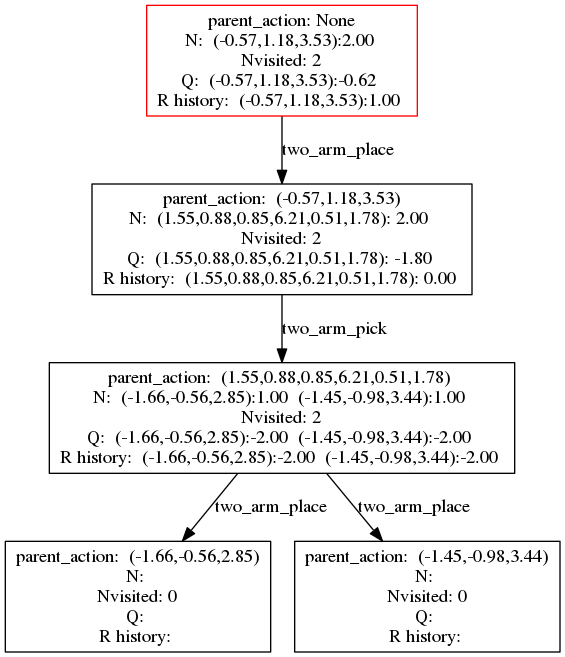 parent_action: None
N:  (-0.57,1.18,3.53):2.00
Nvisited: 2
Q:  (-0.57,1.18,3.53):-0.62
R history:  (-0.57,1.18,3.53):1.00
two_arm_place
parent_action:  (-0.57,1.18,3.53)
N:  (1.55,0.88,0.85,6.21,0.51,1.78): 2.00
Nvisited: 2
Q:  (1.55,0.88,0.85,6.21,0.51,1.78): -1.80
R history:  (1.55,0.88,0.85,6.21,0.51,1.78): 0.00
two_arm_pick
parent_action:  (1.55,0.88,0.85,6.21,0.51,1.78)
N:  (-1.66,-0.56,2.85):1.00  (-1.45,-0.98,3.44):1.00
Nvisited: 2
Q:  (-1.66,-0.56,2.85):-2.00  (-1.45,-0.98,3.44):-2.00
R history:  (-1.66,-0.56,2.85):-2.00  (-1.45,-0.98,3.44):-2.00
two_arm_place
two_arm_place
parent_action:  (-1.66,-0.56,2.85)
N:
Nvisited: 0
Q:
R history:
parent_action:  (-1.45,-0.98,3.44)
N:
Nvisited: 0
Q:
R history: